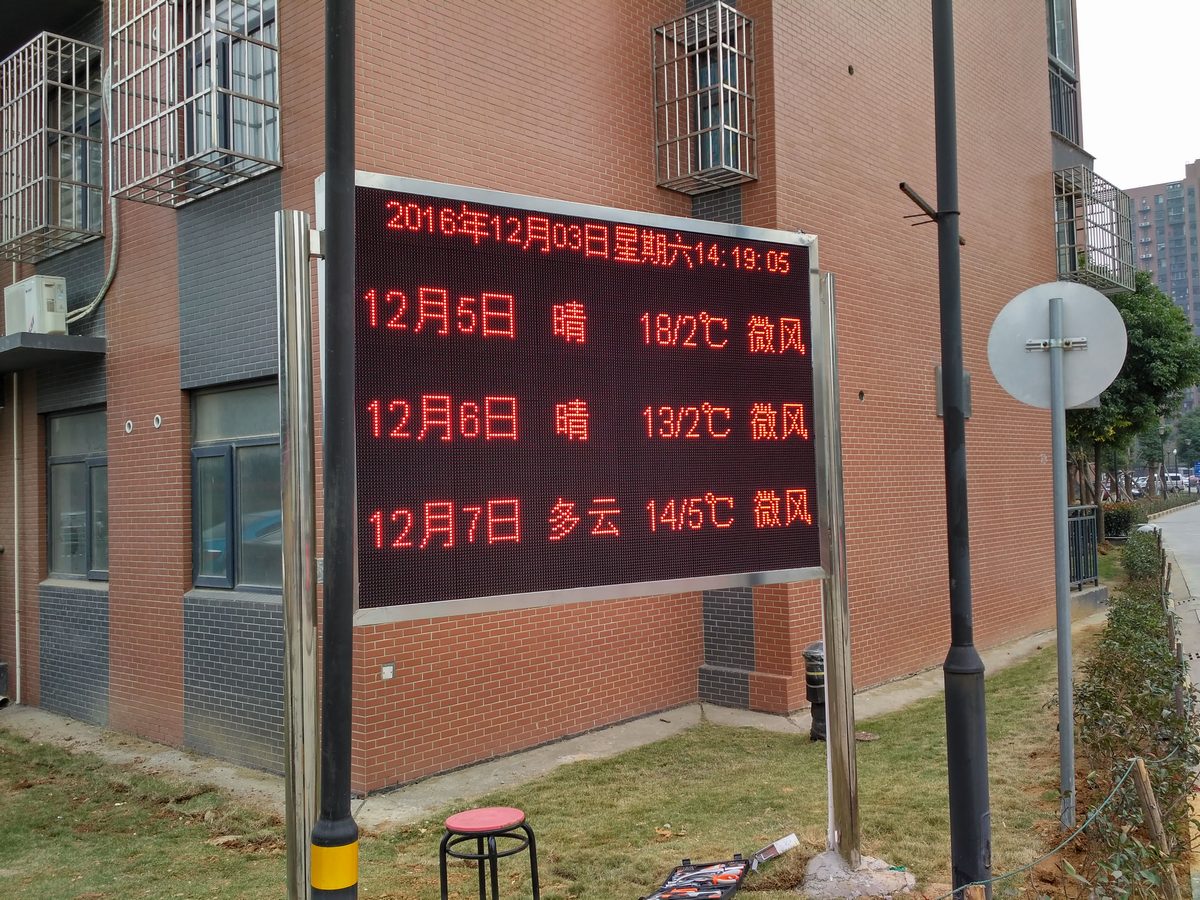 2016年12月03日星期六14:19:05
12月5日 晴 18/2℃ 微风
12月6日 晴 13/2℃ 微风
12月7日 多云 14/5℃ 微风